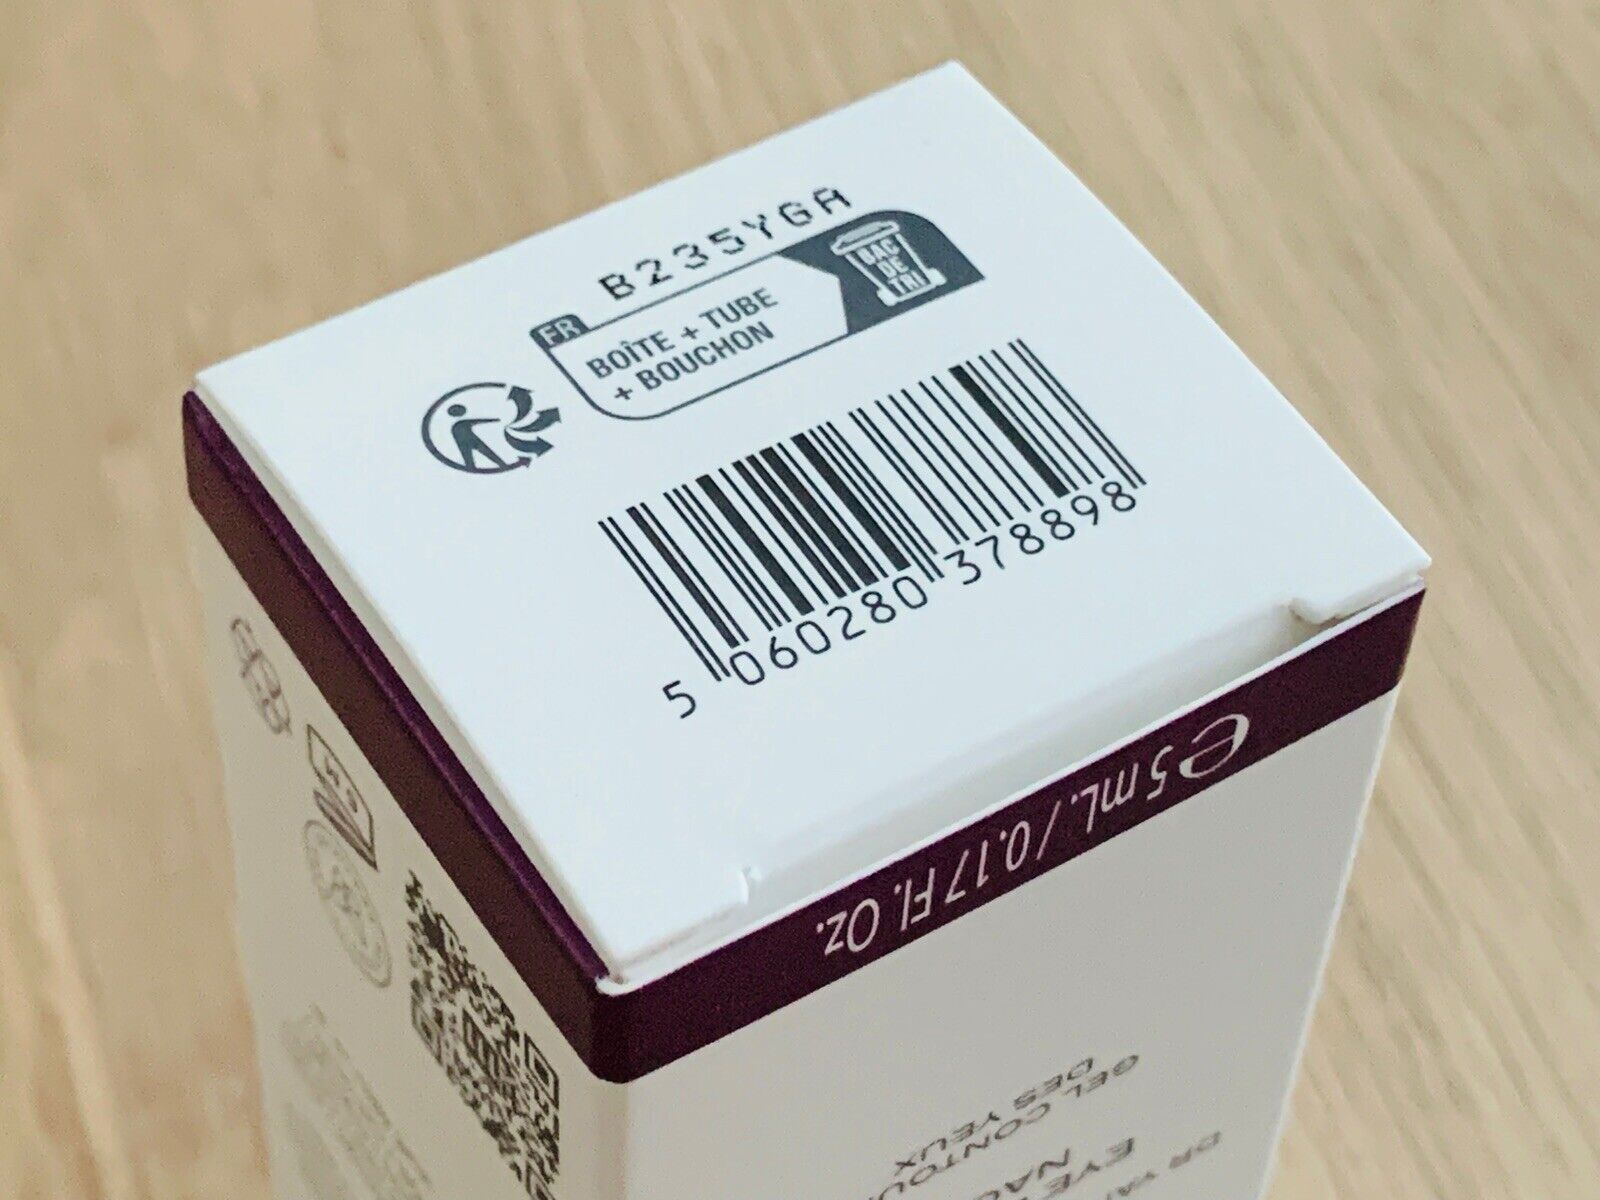 B235YGA
FR
BOÎTE + TUBE
+ BOUCHON
BAC
DE
TRI
5 060280 378898
e 5 mL. / 0.17 Fl. Oz.
GEL CONTOU
DES YEUX